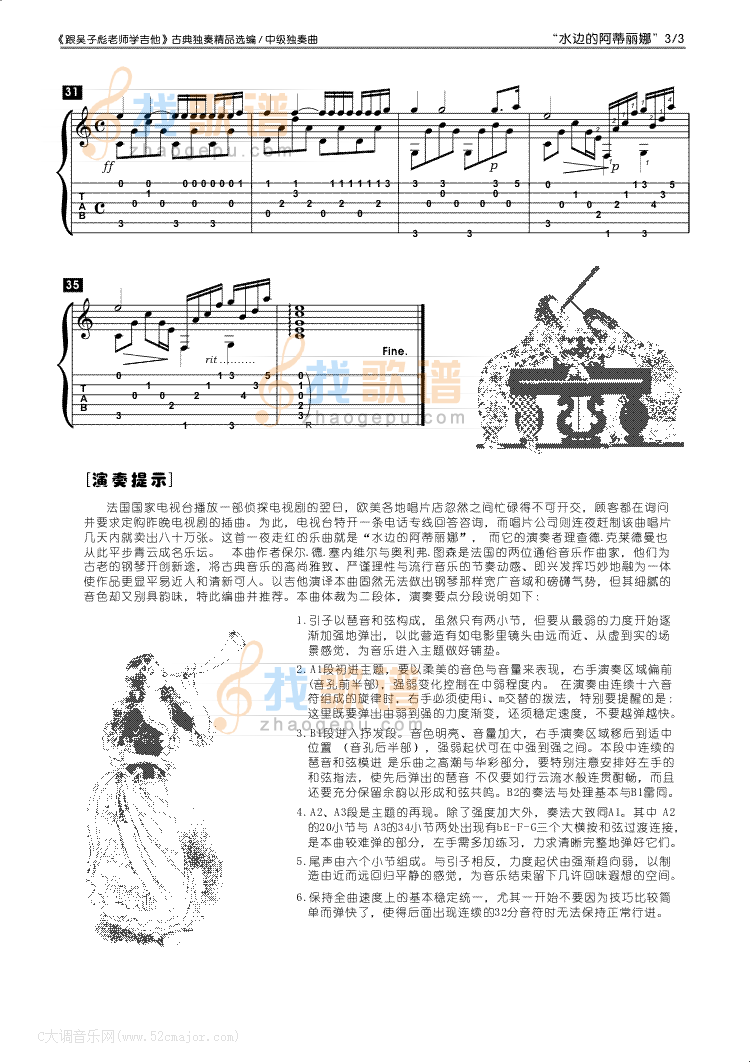 《跟吴子彪老师学吉他》古典独奏精品选编/中级独奏曲
“水边的阿蒂丽娜”3/3
31
找歌谱
zhaogepu.com
ff
p
p
T
A
B
35
rit.........
Fine.
找歌谱
zhaogepu.com
R
[演奏提示]
法国国家电视台播放一部侦探电视剧的翌日，欧美各地唱片店忽然之间忙碌得不可开交，顾客都在询问
并要求定购昨晚电视剧的插曲。为此，电视台特开一条电话专线回答咨询，而唱片公司则连夜赶制该曲唱片
几天内就卖出八十万张。这首一夜走红的乐曲就是“水边的阿蒂丽娜”， 而它的演奏者理查德.克莱德曼也
从此平步青云成名乐坛。 本曲作者保尔.德.塞内维尔与奥利弗.图森是法国的两位通俗音乐作曲家，他们为
古老的钢琴开创新途，将古典音乐的高尚雅致、严谨理性与流行音乐的节奏动感、即兴发挥巧妙地融为一体
使作品更显平易近人和清新可人。以吉他演译本曲固然无法做出钢琴那样宽广音域和磅礴气势，但其细腻的
音色却又别具韵味，特此编曲并推荐。本曲体裁为二段体，演奏要点分段说明如下：
1.引子以琶音和弦构成，虽然只有两小节，但要从最弱的力度开始逐
渐加强地弹出，以此营造有如电影里镜头由远而近、从虚到实的场
景感觉，为音乐进入主题做好铺垫。
2.A1段初进主题，要以柔美的音色与音量来表现，右手演奏区域偏前
(音孔前半部)，强弱变化控制在中弱程度内。 在演奏由连续十六音
符组成的旋律时，右手必须使用i、m交替的拨法，特别要提醒的是：
这里既要弹出由弱到强的力度渐变，还须稳定速度，不要越弹越快。
找歌谱
zhaogepu.com
3.B1段进入抒发段。音色明亮、音量加大，右手演奏区域移后到适中
位置 （音孔后半部），强弱起伏可在中强到强之间。本段中连续的
琶音和弦模进 是乐曲之高潮与华彩部分，要特别注意安排好左手的
和弦指法，使先后弹出的琶音 不仅要如行云流水般连贯酣畅，而且
还要充分保留余韵以形成和弦共鸣。B2的奏法与处理基本与B1雷同。
4.A2、A3段是主题的再现。除了强度加大外，奏法大致同A1。其中 A2
的20小节与 A3的34小节两处出现有bE-F-G三个大横按和弦过渡连接，
是本曲较难弹的部分，左手需多加练习，力求清晰完整地弹好它们。
5.尾声由六个小节组成。与引子相反，力度起伏由强渐趋向弱，以制
造由近而远回归平静的感觉，为音乐结束留下几许回味遐想的空间。
6.保持全曲速度上的基本稳定统一，尤其一开始不要因为技巧比较简
单而弹快了，使得后面出现连续的32分音符时无法保持正常行进。
C大调音乐网(www.52cmajor.com)